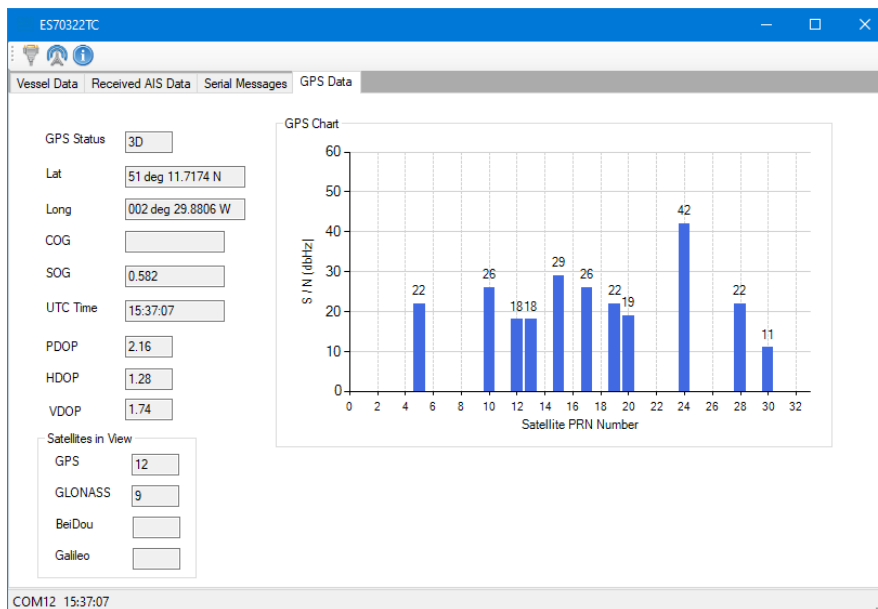 ES70322TC
Vessel Data Received AIS Data Serial Messages GPS Data
GPS Status 3D
Lat 51 deg 11.7174 N
Long 002 deg 29.8806 W
COG
SOG 0.582
UTC Time 15:37:07
PDOP 2.16
HDOP 1.28
VDOP 1.74
Satellites in View
GPS 12
GLONASS 9
BeiDou
Galileo
GPS Chart
S / N (dbHz|
60
50
40
30
20
10
0
22 26 18 18 29 26 22 19 42 22 11
0 2 4 6 8 10 12 14 16 18 20 22 24 26 28 30 32
Satellite PRN Number
COM12 15:37:07